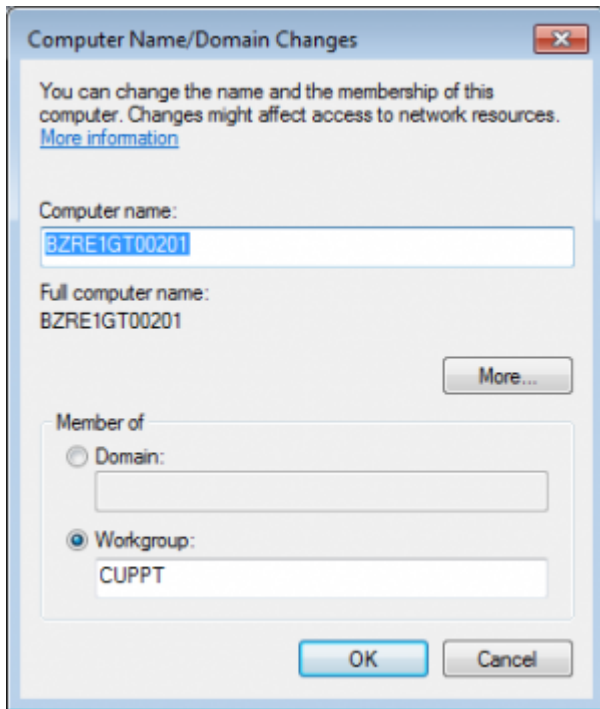 Computer Name/Domain Changes
You can change the name and the membership of this
computer. Changes might affect access to network resources.
More information
Computer name:
BZRE1GT00201
Full computer name:
BZRE1GT00201
More...
Member of
Domain:
Workgroup:
CUPPT
OK
Cancel